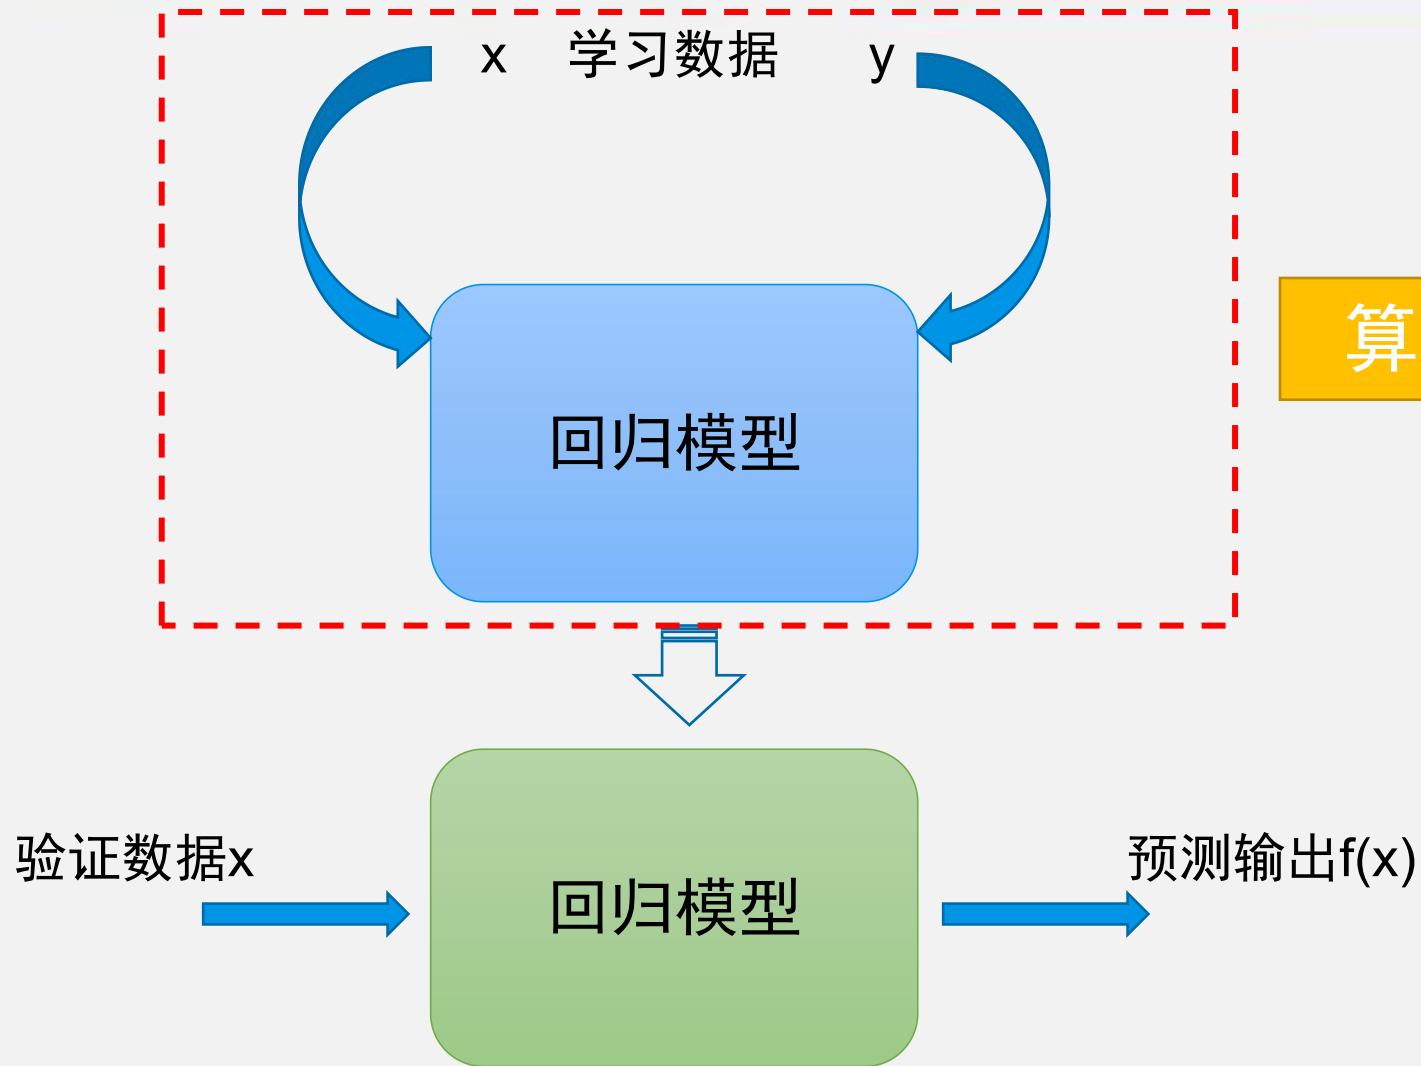 x 学习数据 y
算
回归模型
验证数据x
预测输出f(x)
回归模型